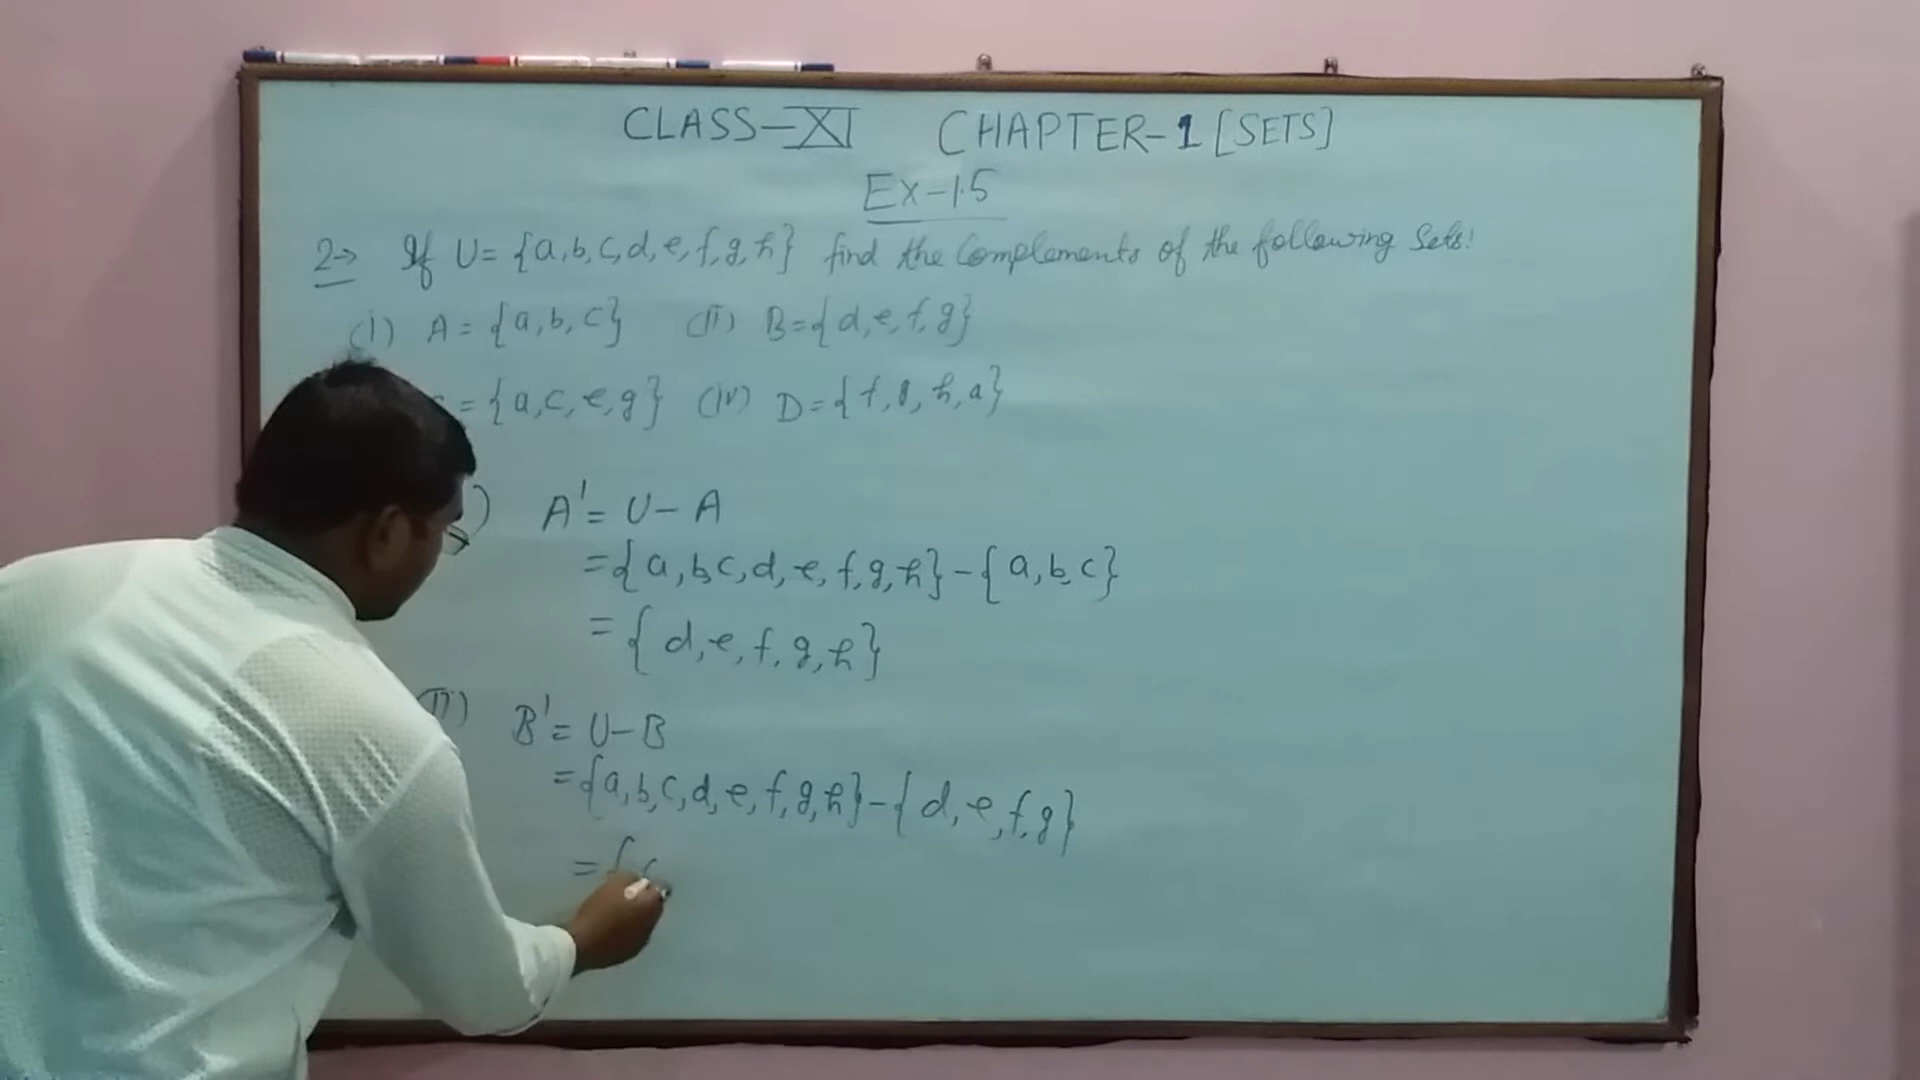 CLASS-XI CHAPTER-1 [SETS]
Ex-1.5
2→ If U = {a, b, c, d, e, f, g, h} find the Complements of the following Sets:
(i) A = {a, b, c} (ii) B = {d, e, f, g}
= {a, c, e, g} (iv) D = {f, g, h, a}
) A' = U - A
= {a, b, c, d, e, f, g, h} - {a, b, c}
= {d, e, f, g, h}
(ii) B' = U - B
= {a, b, c, d, e, f, g, h} - {d, e, f, g}
= {